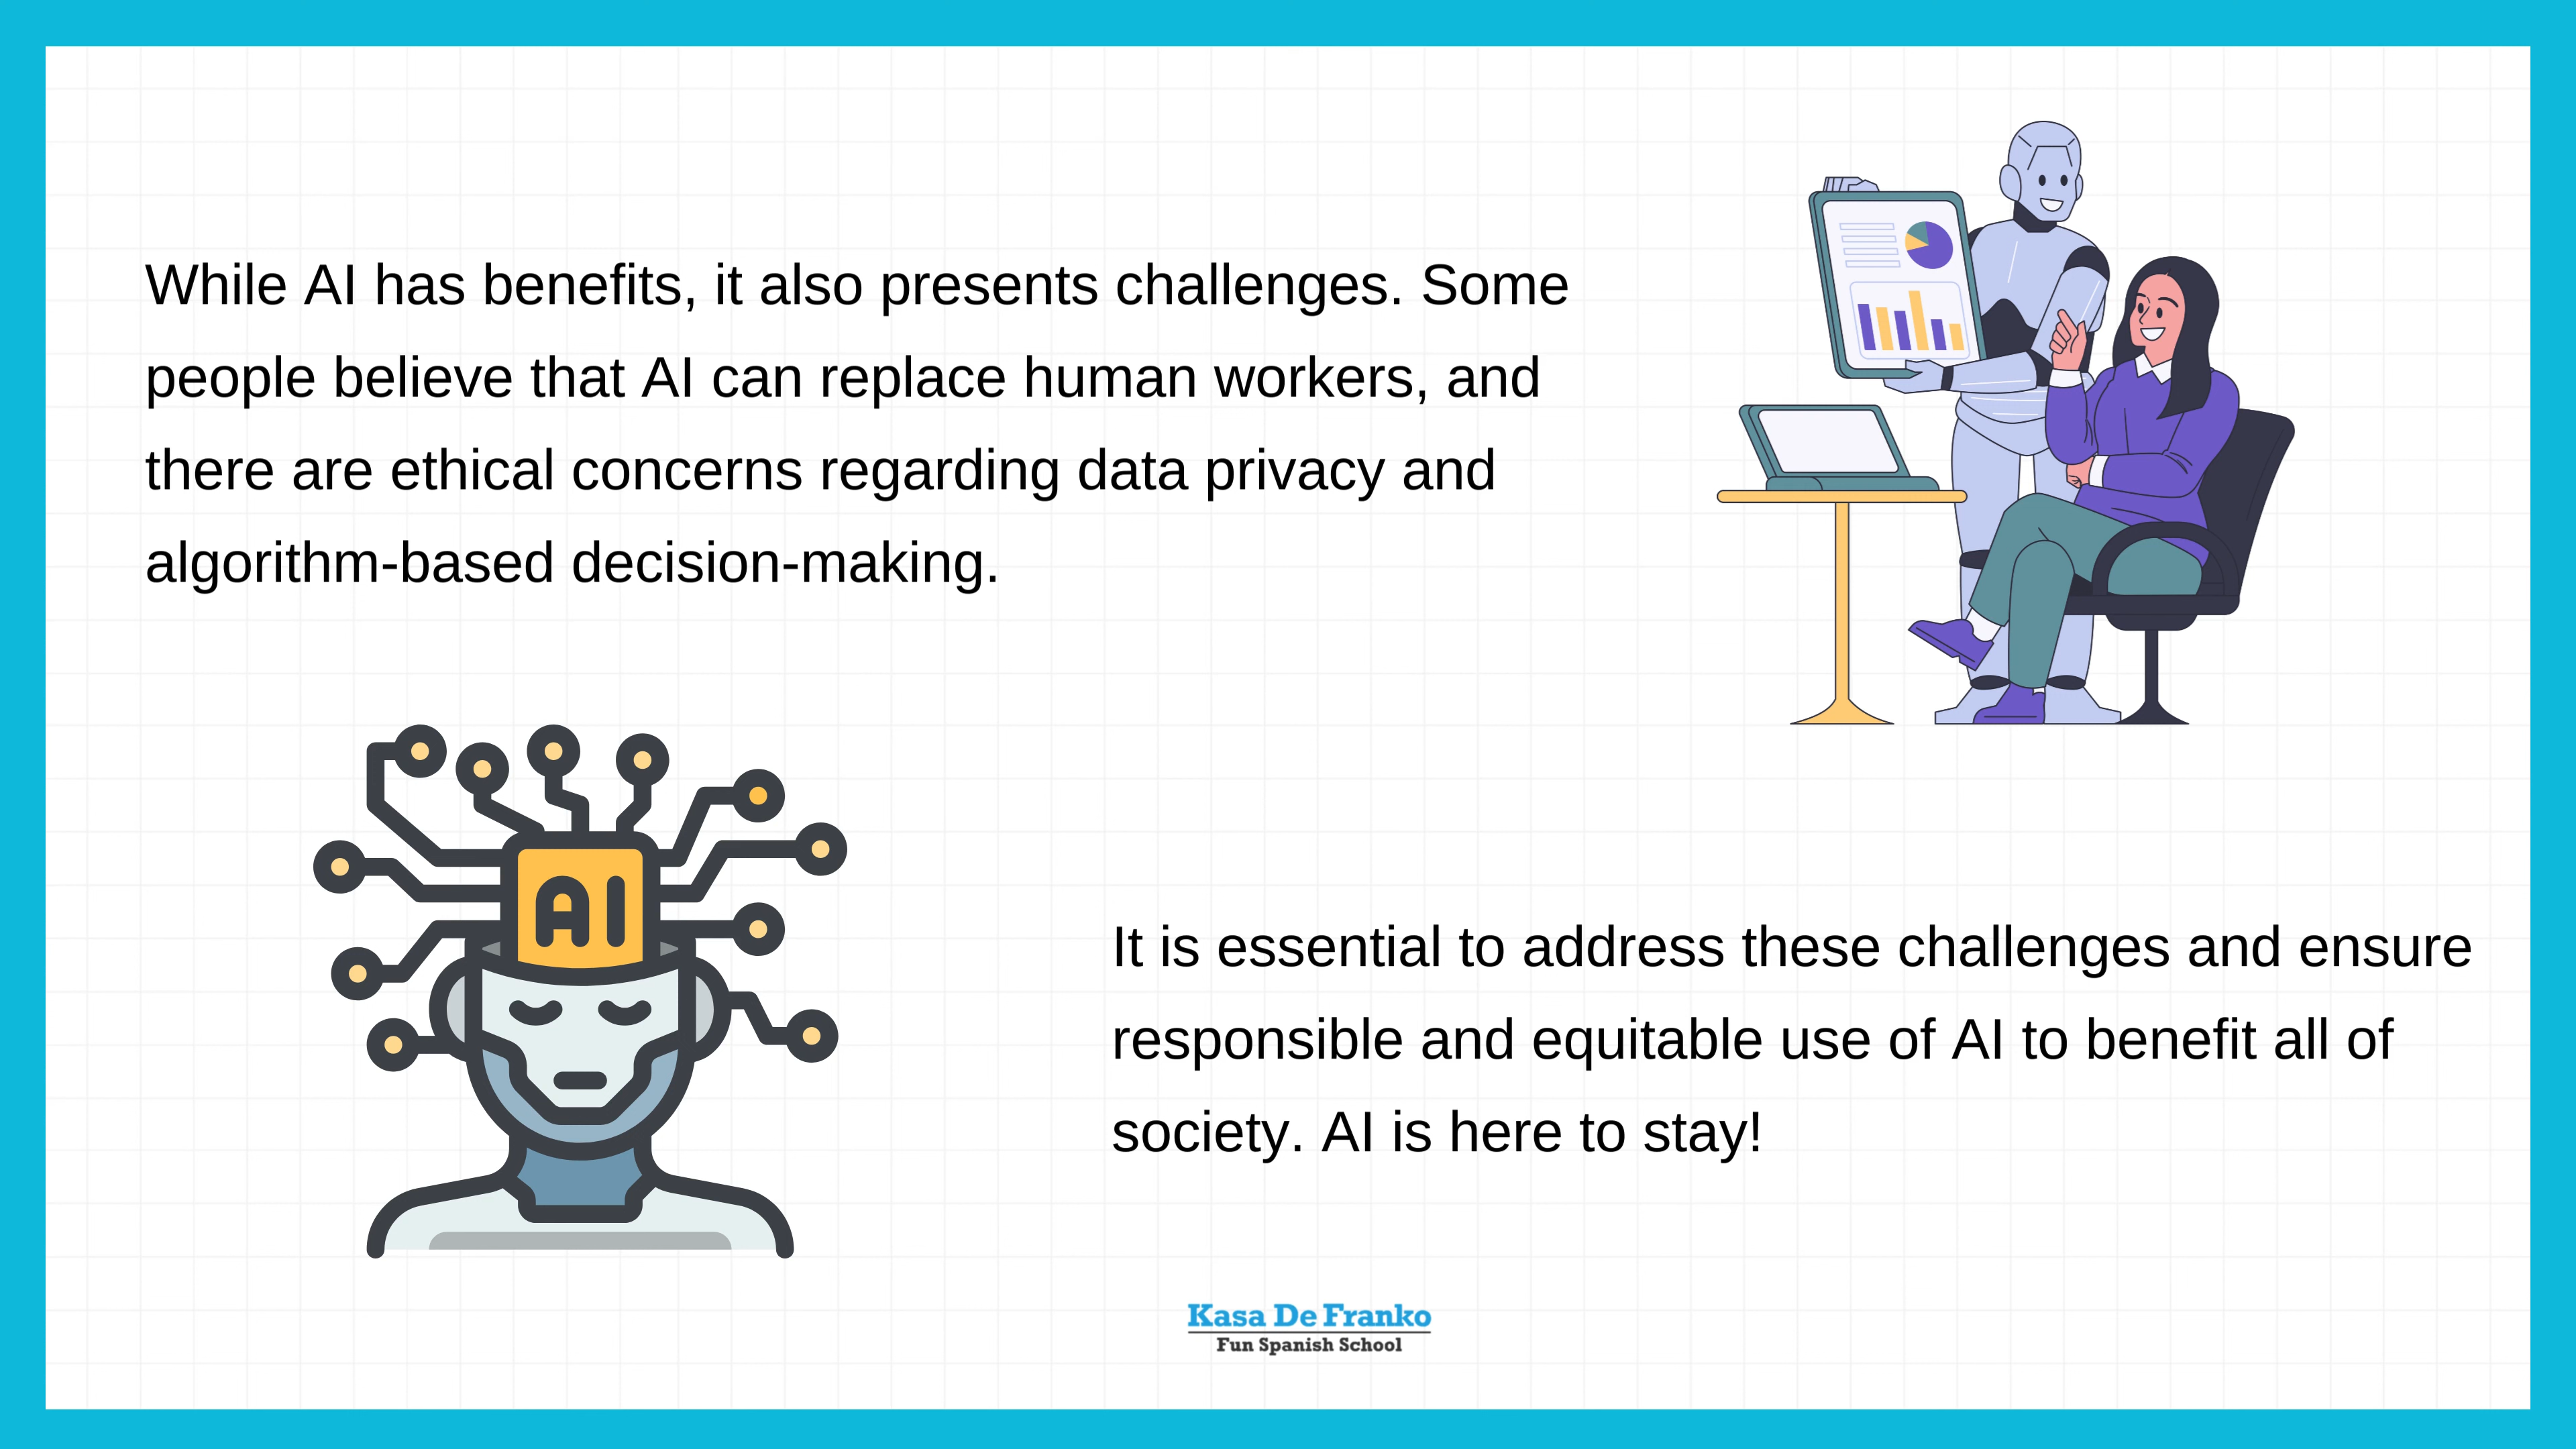 While AI has benefits, it also presents challenges. Some
people believe that AI can replace human workers, and
there are ethical concerns regarding data privacy and
algorithm-based decision-making.
AI
It is essential to address these challenges and ensure
responsible and equitable use of AI to benefit all of
society. AI is here to stay!
Kasa De Franko
Fun Spanish School